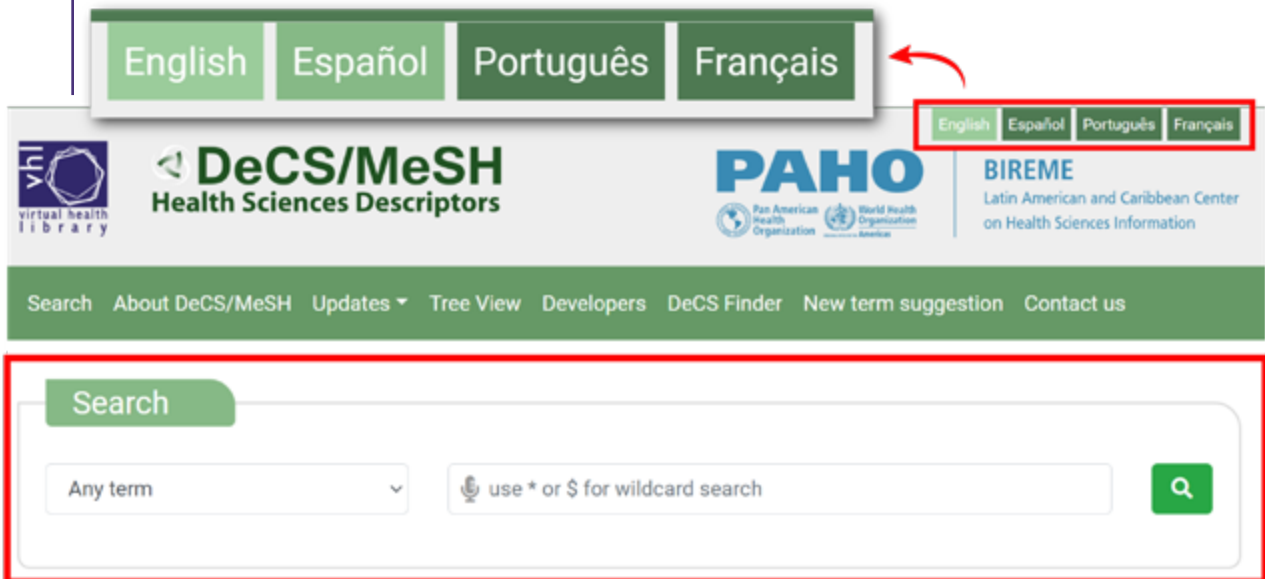 English Español Português Français
English Español Português Français
vhl
virtual health
library
DeCS/MeSH
Health Sciences Descriptors
PAHO
Pan American
Health
Organization
World Health
Organization
Americas
BIREME
Latin American and Caribbean Center
on Health Sciences Information
Search About DeCS/MeSH Updates Tree View Developers DeCS Finder New term suggestion Contact us
Search
Any term
use * or $ for wildcard search